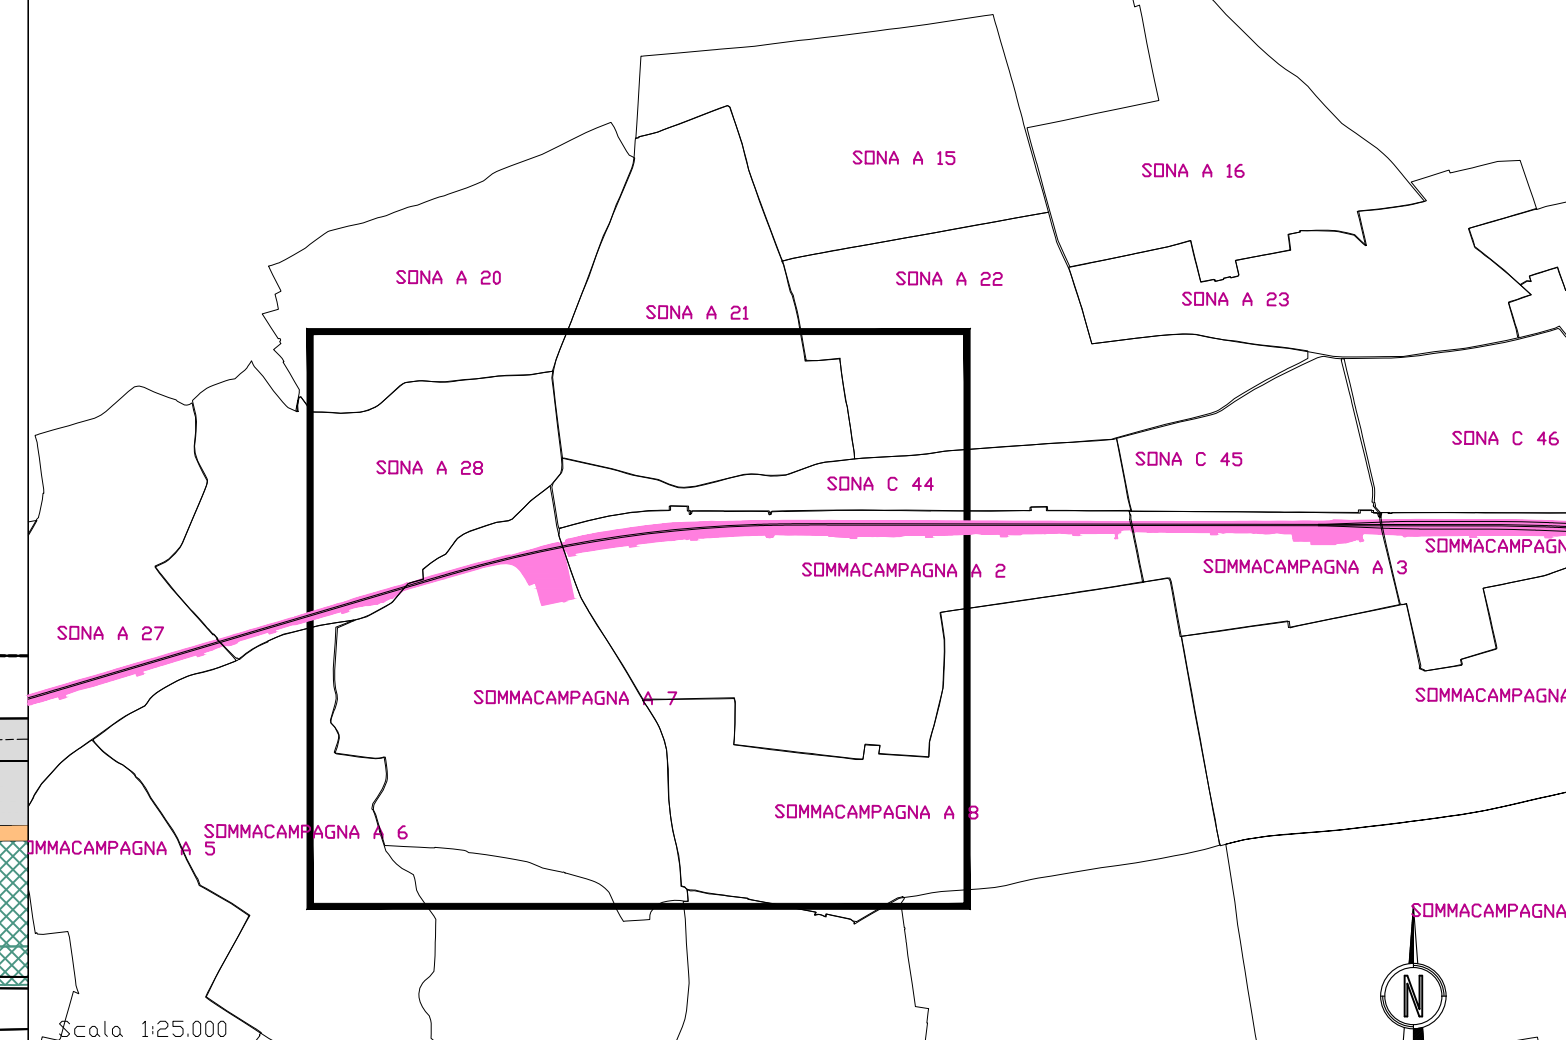 SONA A 15
SONA A 16
SONA A 20
SONA A 22
SONA A 23
SONA A 21
SONA C 46
SONA C 45
SONA A 28
SONA C 44
SOMMACAMPAGN
SOMMACAMPAGNA A 3
SOMMACAMPAGNA A 2
SONA A 27
SOMMACAMPAGNA
SOMMACAMPAGNA A 7
SOMMACAMPAGNA A 8
SOMMACAMPAGNA A 6
OMMACAMPAGNA A 5
SOMMACAMPAGNA
N
Scala 1:25.000